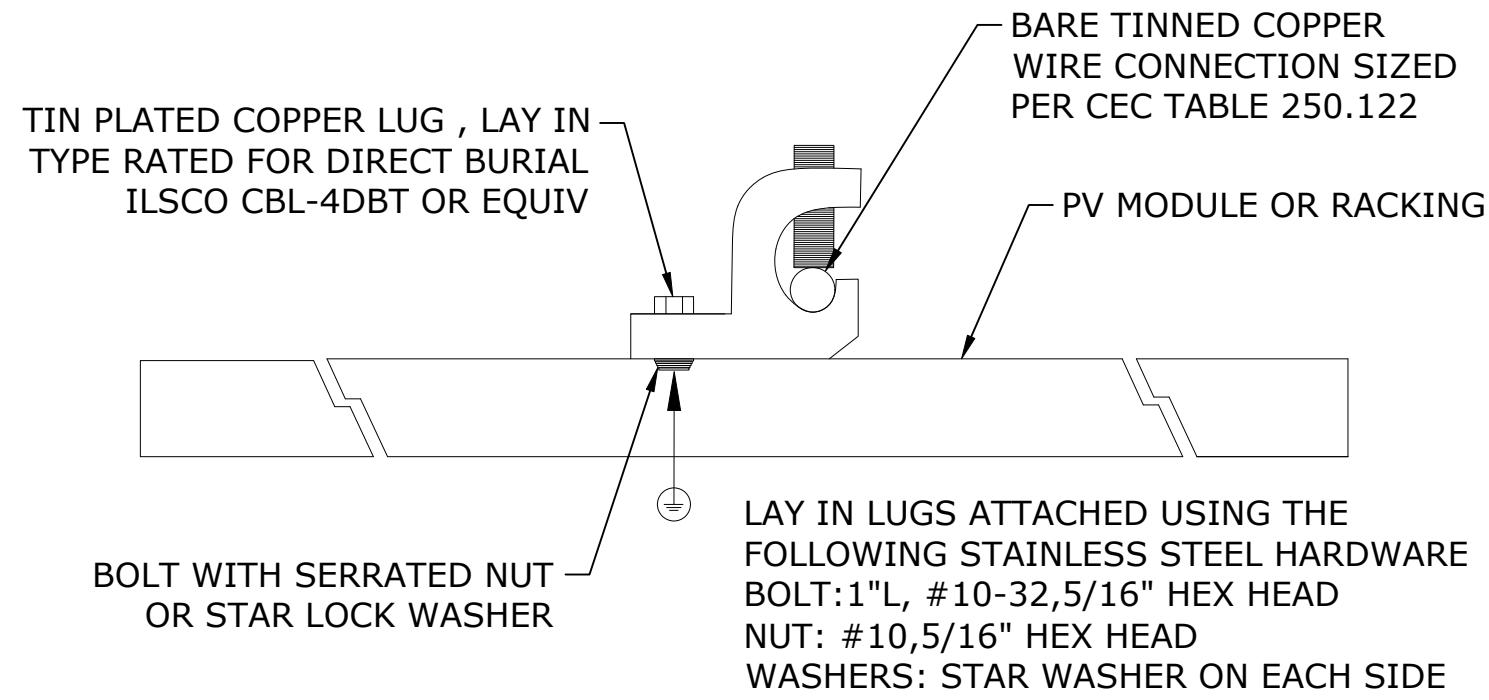 BARE TINNED COPPER
WIRE CONNECTION SIZED
PER CEC TABLE 250.122
TIN PLATED COPPER LUG , LAY IN
TYPE RATED FOR DIRECT BURIAL
ILSCO CBL-4DBT OR EQUIV
PV MODULE OR RACKING
BOLT WITH SERRATED NUT
OR STAR LOCK WASHER
LAY IN LUGS ATTACHED USING THE
FOLLOWING STAINLESS STEEL HARDWARE
BOLT:1"L, #10-32,5/16" HEX HEAD
NUT: #10,5/16" HEX HEAD
WASHERS: STAR WASHER ON EACH SIDE